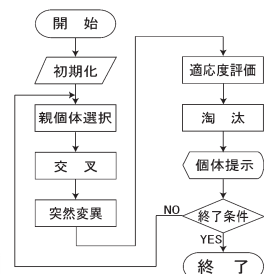 開 始
初期化
親個体選択
交 叉
突然変異
適応度評価
淘 汰
個体提示
終了条件
NO
YES
終 了